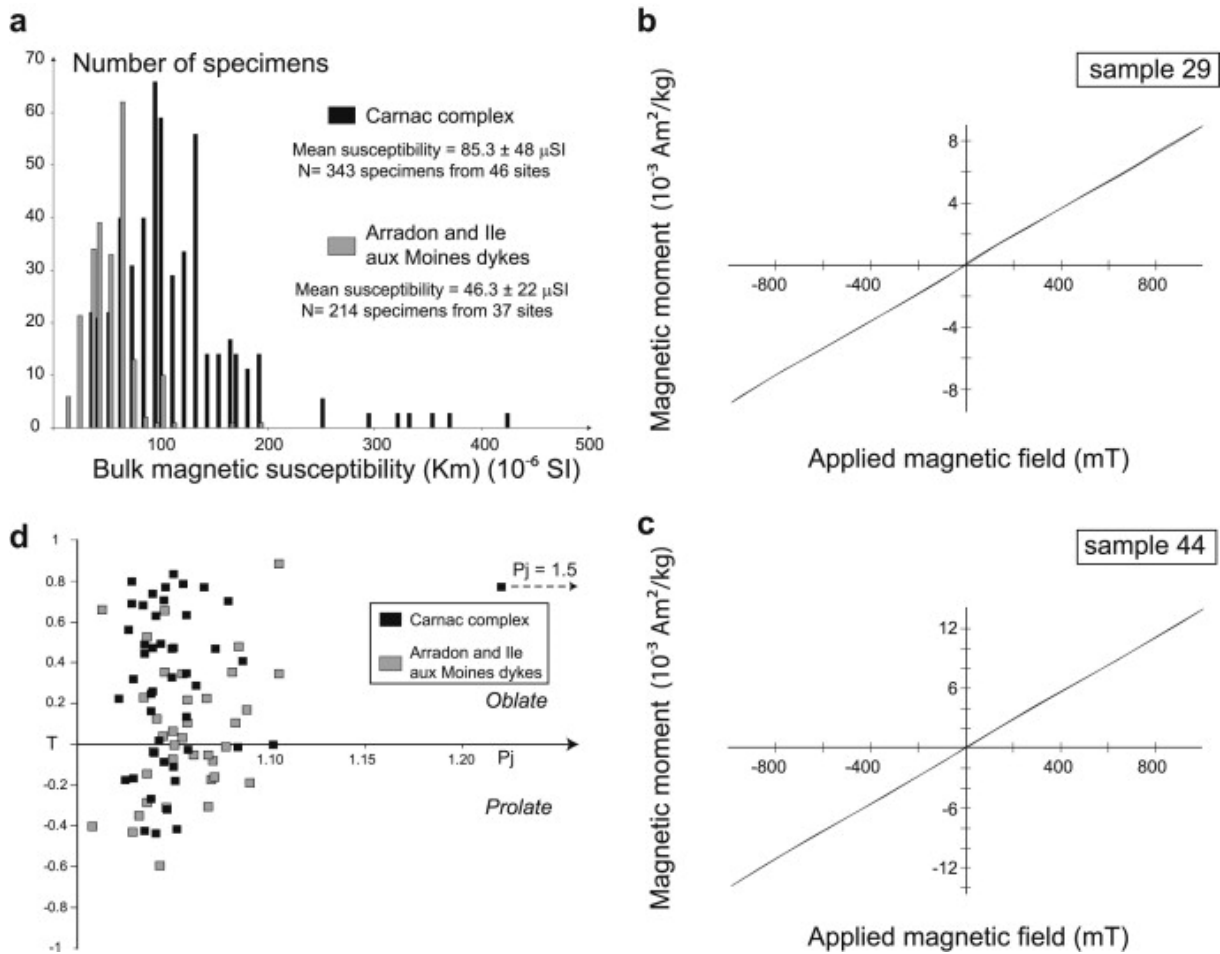 a
Number of specimens
70
60
50
40
30
20
10
0
100
200
300
400
500
Carnac complex
Mean susceptibility = 85.3 ± 48 μSI
N= 343 specimens from 46 sites
Arradon and Ile
aux Moines dykes
Mean susceptibility = 46.3 ± 22 μSI
N= 214 specimens from 37 sites
Bulk magnetic susceptibility (Km) (10⁻⁶ SI)
b
sample 29
Magnetic moment (10⁻³ Am²/kg)
8
4
-4
-8
-800
-400
400
800
Applied magnetic field (mT)
d
1
0.8
0.6
0.4
0.2
T
-0.2
-0.4
-0.6
-0.8
-1
Pj = 1.5
Carnac complex
Arradon and Ile
aux Moines dykes
Oblate
1.10
1.15
1.20
Pj
Prolate
c
sample 44
Magnetic moment (10⁻³ Am²/kg)
12
6
-6
-12
-800
-400
400
800
Applied magnetic field (mT)